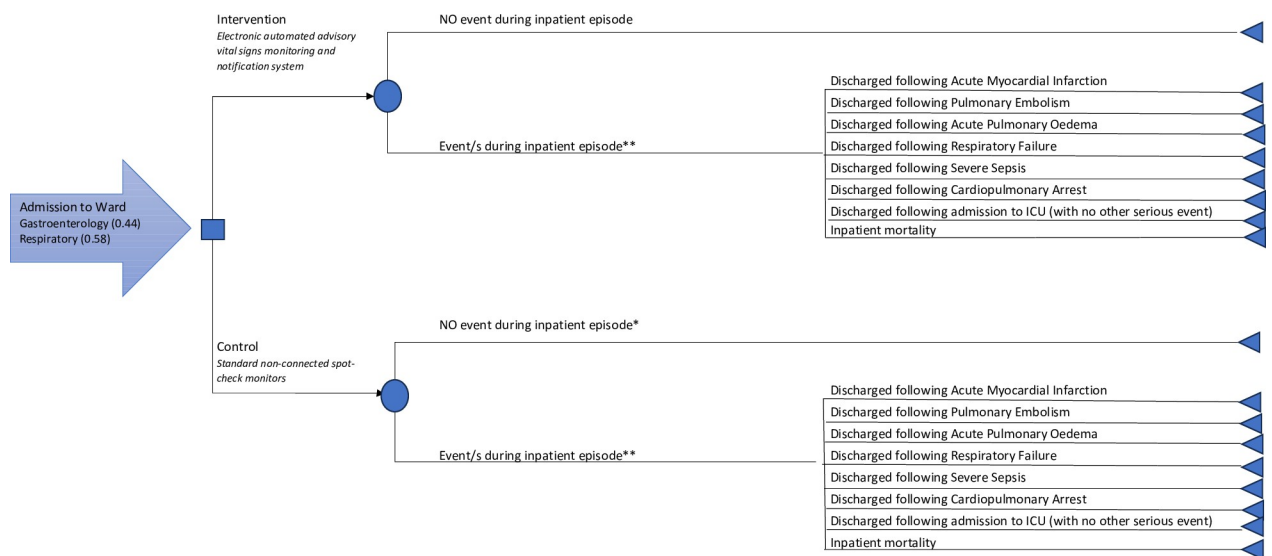 Intervention
Electronic automated advisory
vital signs monitoring and
notification system
NO event during inpatient episode
Discharged following Acute Myocardial Infarction
Discharged following Pulmonary Embolism
Discharged following Acute Pulmonary Oedema
Event/s during inpatient episode**
Discharged following Respiratory Failure
Discharged following Severe Sepsis
Discharged following Cardiopulmonary Arrest
Discharged following admission to ICU (with no other serious event)
Inpatient mortality
Admission to Ward
Gastroenterology (0.44)
Respiratory (0.58)
NO event during inpatient episode*
Control
Standard non-connected spot-
check monitors
Discharged following Acute Myocardial Infarction
Discharged following Pulmonary Embolism
Discharged following Acute Pulmonary Oedema
Event/s during inpatient episode**
Discharged following Respiratory Failure
Discharged following Severe Sepsis
Discharged following Cardiopulmonary Arrest
Discharged following admission to ICU (with no other serious event)
Inpatient mortality